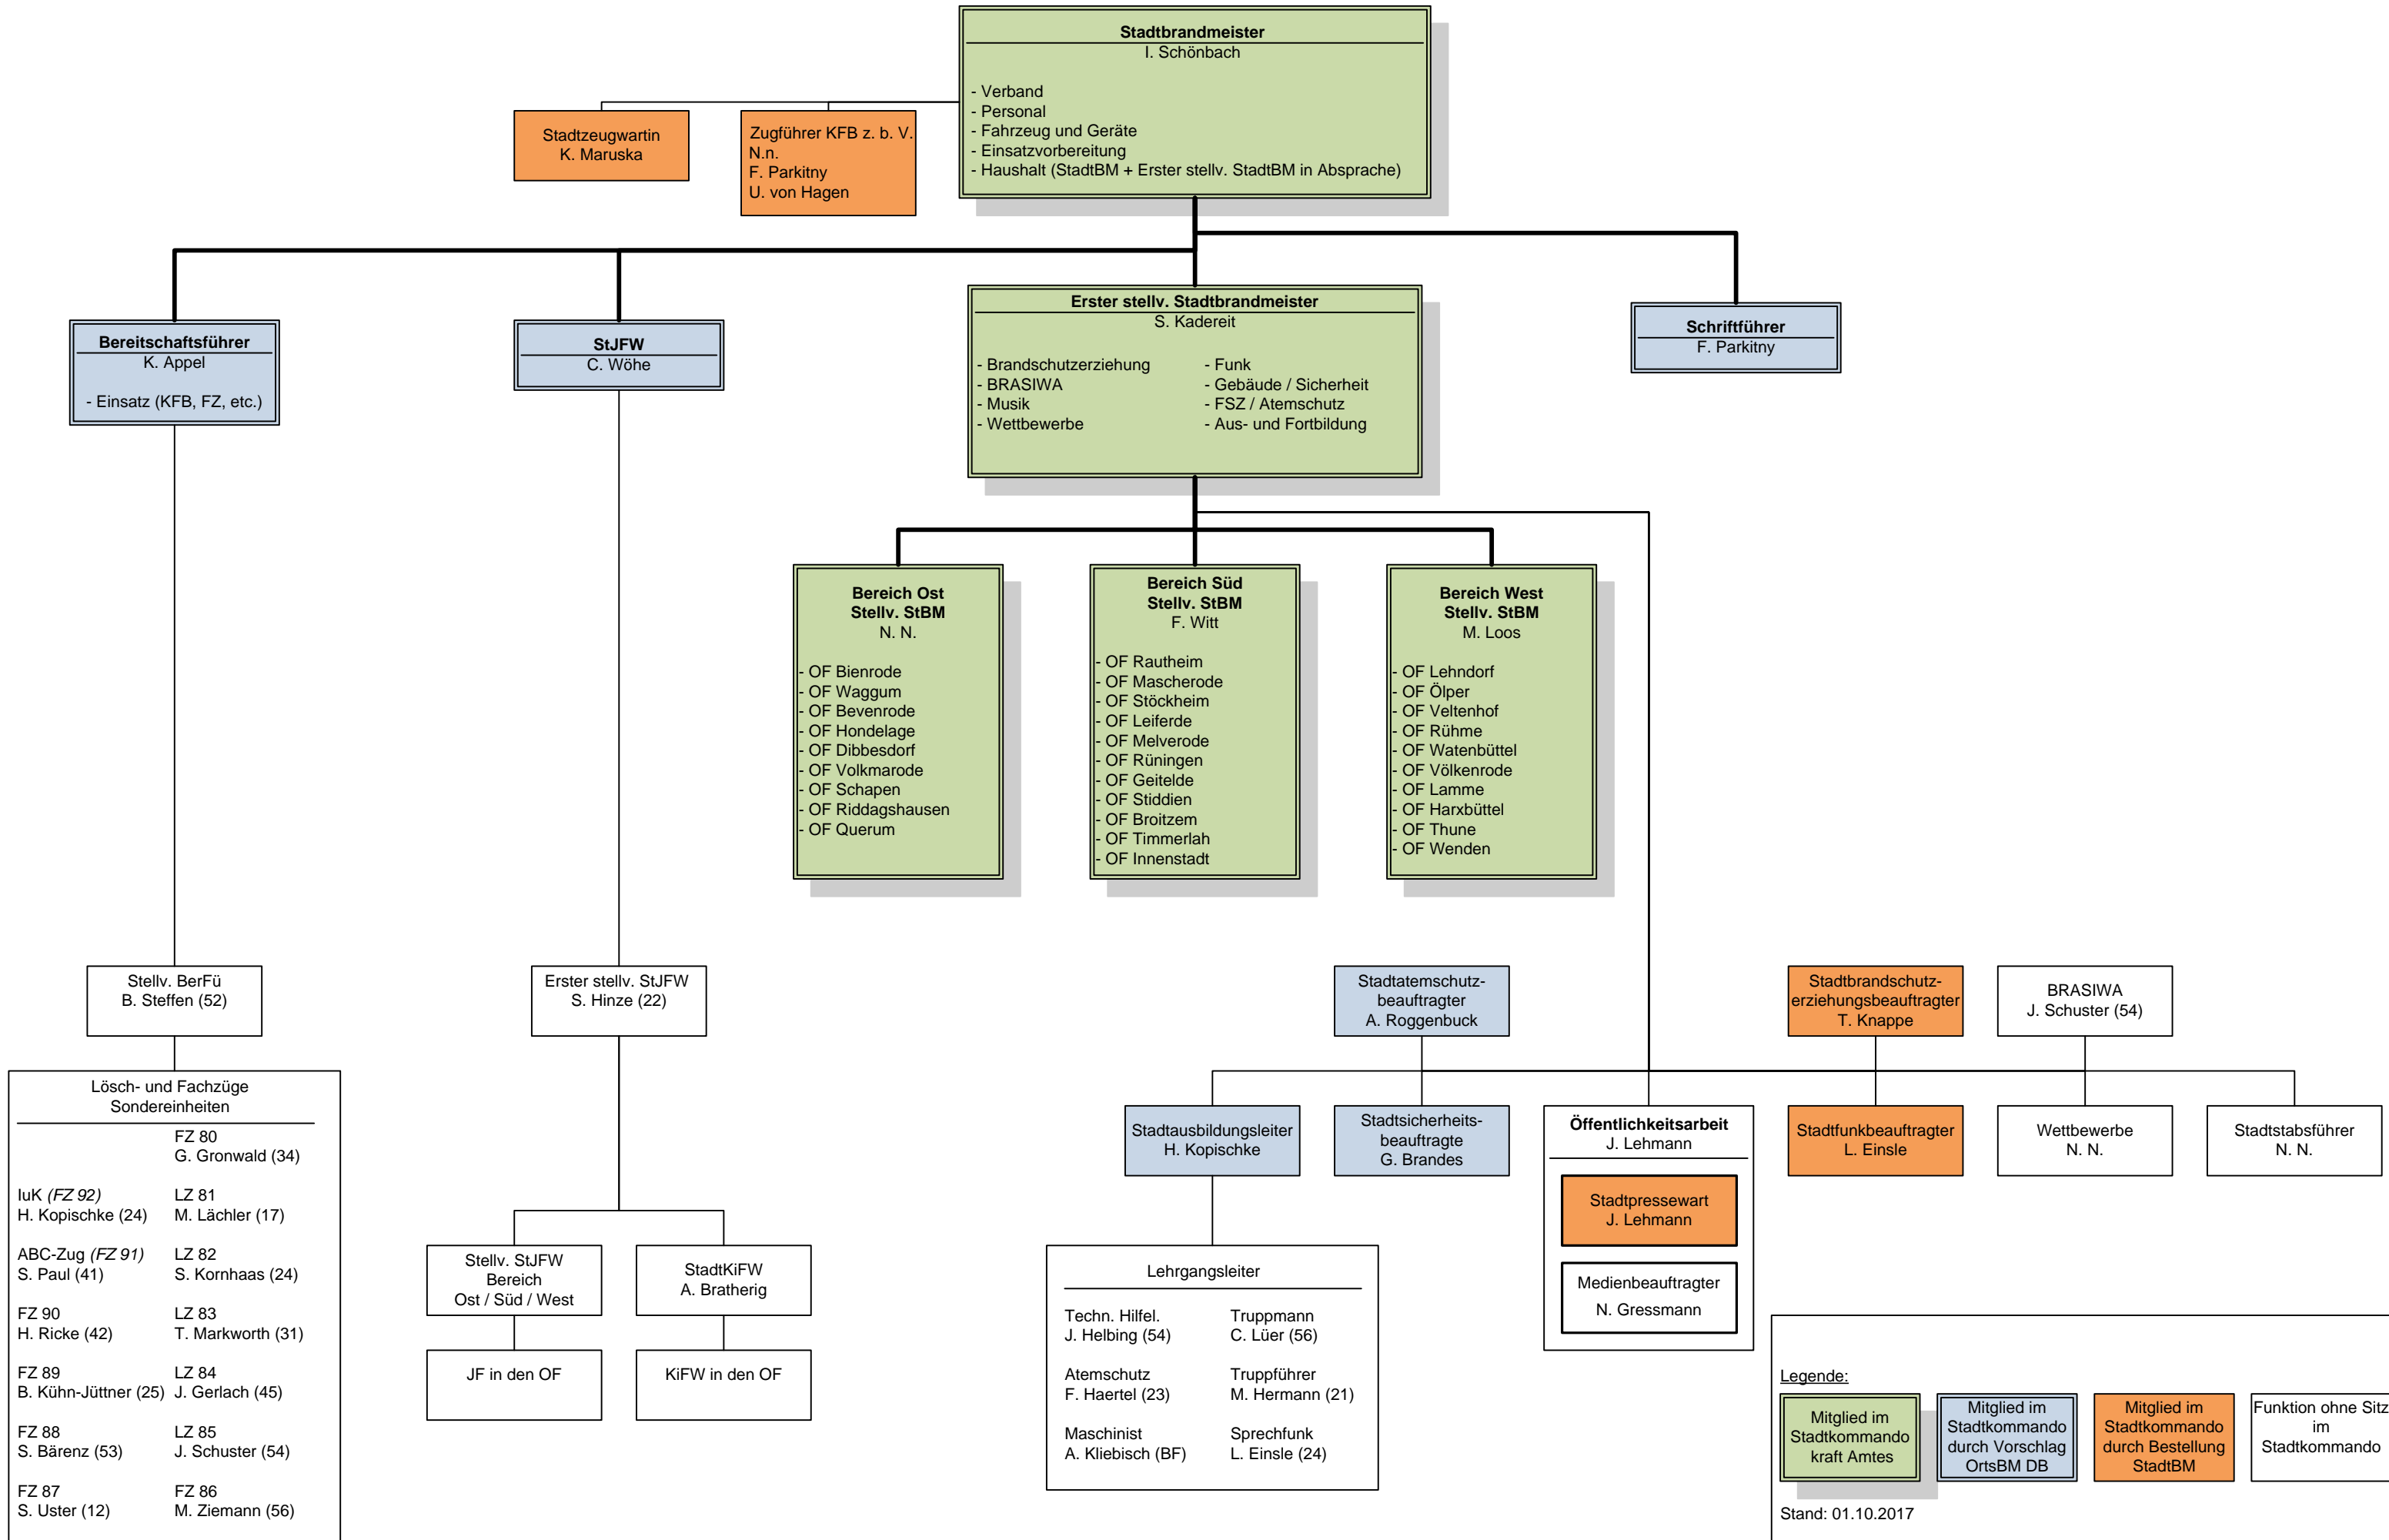 Stadtbrandmeister
I. Schönbach
- Verband
- Personal
- Fahrzeug und Geräte
- Einsatzvorbereitung
- Haushalt (StadtBM + Erster stellv. StadtBM in Absprache)
Stadtzeugwartin
K. Maruska
Zugführer KFB z. b. V.
N.n.
F. Parkitny
U. von Hagen
Bereitschaftsführer
K. Appel
- Einsatz (KFB, FZ, etc.)
StJFW
C. Wöhe
Erster stellv. Stadtbrandmeister
S. Kadereit
- Brandschutzerziehung
- BRASIWA
- Musik
- Wettbewerbe
- Funk
- Gebäude / Sicherheit
- FSZ / Atemschutz
- Aus- und Fortbildung
Schriftführer
F. Parkitny
Bereich Ost
Stellv. StBM
N. N.
- OF Bienrode
- OF Waggum
- OF Bevenrode
- OF Hondelage
- OF Dibbesdorf
- OF Volkmarode
- OF Schapen
- OF Riddagshausen
- OF Querum
Bereich Süd
Stellv. StBM
F. Witt
- OF Rautheim
- OF Mascherode
- OF Stöckheim
- OF Leiferde
- OF Melverode
- OF Rüningen
- OF Geitelde
- OF Stiddien
- OF Broitzem
- OF Timmerlah
- OF Innenstadt
Bereich West
Stellv. StBM
M. Loos
- OF Lehndorf
- OF Ölper
- OF Veltenhof
- OF Rühme
- OF Watenbüttel
- OF Völkenrode
- OF Lamme
- OF Harxbüttel
- OF Thune
- OF Wenden
Stellv. BerFü
B. Steffen (52)
Erster stellv. StJFW
S. Hinze (22)
Stadtatemschutz-
beauftragter
A. Roggenbuck
Stadtbrandschutz-
erziehungsbeauftragter
T. Knappe
BRASIWA
J. Schuster (54)
Lösch- und Fachzüge
Sondereinheiten
FZ 80
G. Gronwald (34)
IuK (FZ 92)
H. Kopischke (24)
LZ 81
M. Lächler (17)
ABC-Zug (FZ 91)
S. Paul (41)
LZ 82
S. Kornhaas (24)
FZ 90
H. Ricke (42)
LZ 83
T. Markworth (31)
FZ 89
B. Kühn-Jüttner (25)
LZ 84
J. Gerlach (45)
FZ 88
S. Bärenz (53)
LZ 85
J. Schuster (54)
FZ 87
S. Uster (12)
FZ 86
M. Ziemann (56)
Stadtausbildungsleiter
H. Kopischke
Stadtsicherheits-
beauftragte
G. Brandes
Öffentlichkeitsarbeit
J. Lehmann
Stadtpressewart
J. Lehmann
Medienbeauftragter
N. Gressmann
Stadtfunkbeauftragter
L. Einsle
Wettbewerbe
N. N.
Stadtstabsführer
N. N.
Stellv. StJFW
Bereich
Ost / Süd / West
StadtKiFW
A. Bratherig
JF in den OF
KiFW in den OF
Lehrgangsleiter
Techn. Hilfel.
J. Helbing (54)
Truppmann
C. Lüer (56)
Atemschutz
F. Haertel (23)
Truppführer
M. Hermann (21)
Maschinist
A. Kliebisch (BF)
Sprechfunk
L. Einsle (24)
Legende:
Mitglied im
Stadtkommando
kraft Amtes
Mitglied im
Stadtkommando
durch Vorschlag
OrtsBM DB
Mitglied im
Stadtkommando
durch Bestellung
StadtBM
Funktion ohne Sitz
im
Stadtkommando
Stand: 01.10.2017